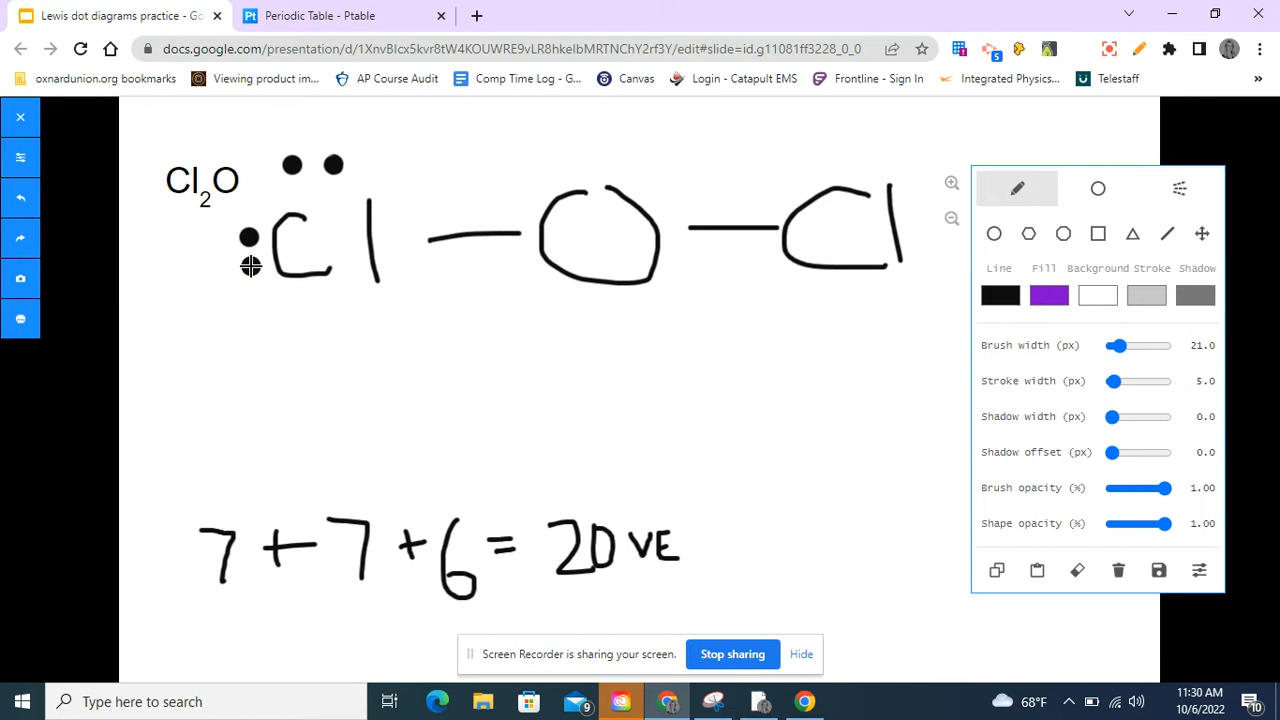 Lewis dot diagrams practice - Go
Periodic Table - Ptable
docs.google.com/presentation/d/1XnvBlcx5kvr8tW4KOUWRE9vLR8hkelbMRTNChY2rf3Y/edit#slide=id.g11081ff3228_0_0
oxnardunion.org bookmarks
Viewing product im...
AP Course Audit
Comp Time Log - G...
Canvas
Login - Catapult EMS
Frontline - Sign In
Integrated Physics...
Telestaff
»
Cl2O
Cl — O — Cl
7 + 7 + 6 = 20 VE
Line Fill Background Stroke Shadow
Brush width (px) 21.0
Stroke width (px) 5.0
Shadow width (px) 0.0
Shadow offset (px) 0.0
Brush opacity (%) 1.00
Shape opacity (%) 1.00
Screen Recorder is sharing your screen. Stop sharing Hide
Type here to search
9
68°F
11:30 AM
10/6/2022
10